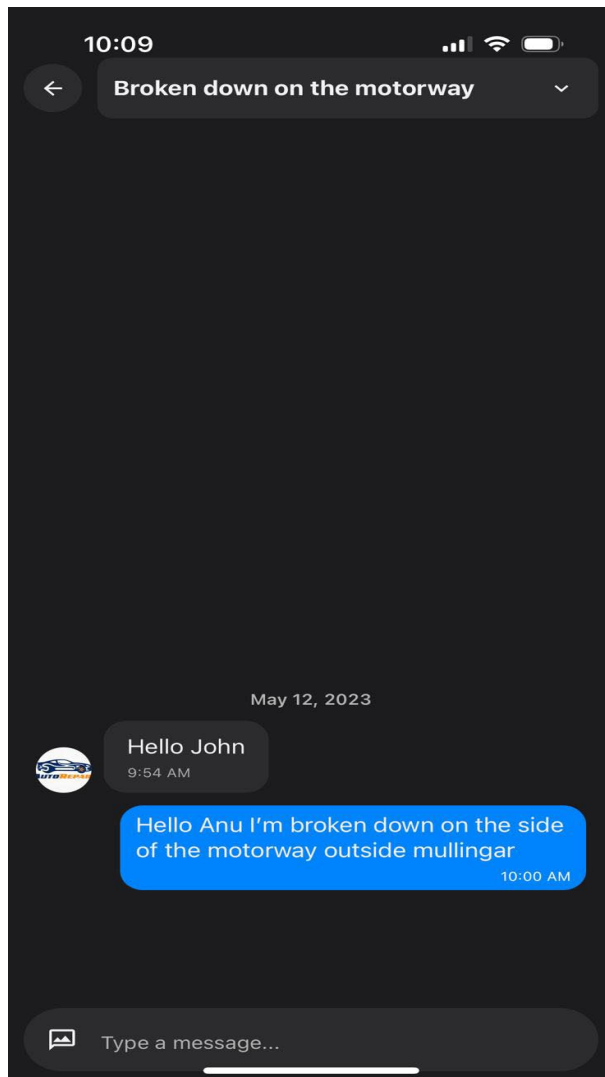 10:09
Broken down on the motorway
May 12, 2023
Hello John
9:54 AM
AUTOREPAIR
Hello Anu I’m broken down on the side
of the motorway outside mullingar
10:00 AM
Type a message...